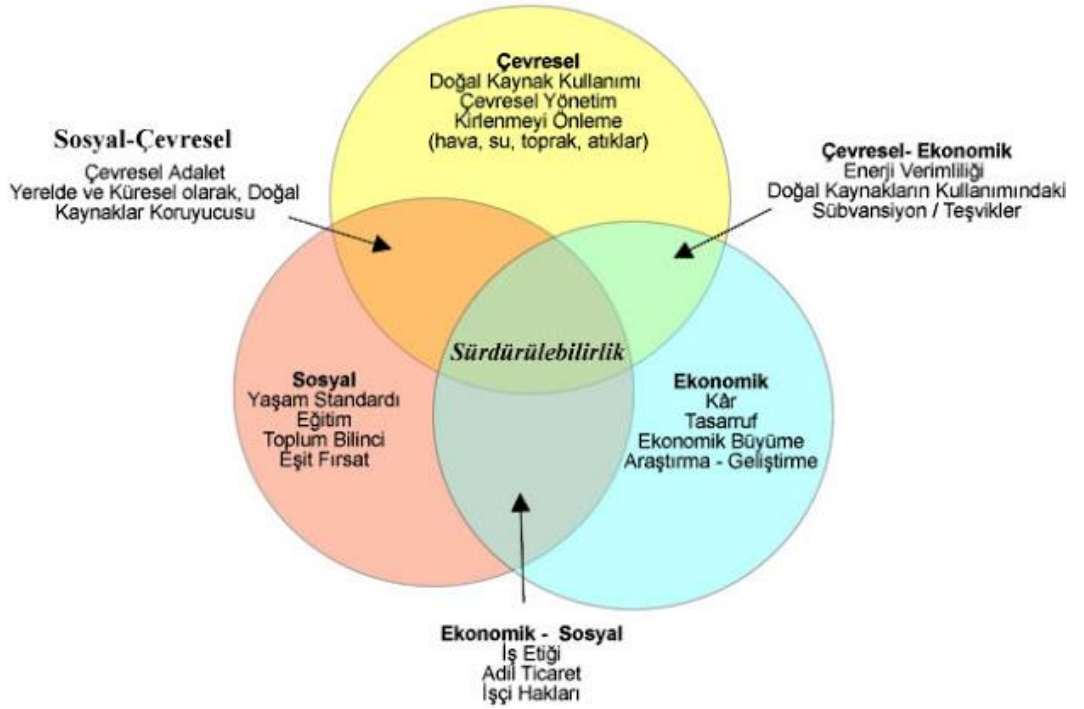 Çevresel
Doğal Kaynak Kullanımı
Çevresel Yönetim
Kirlenmeyi Önleme
(hava, su, toprak, atıklar)
Sosyal-Çevresel
Çevresel Adalet
Yerelde ve Küresel olarak, Doğal
Kaynaklar Koruyucusu
Çevresel- Ekonomik
Enerji Verimliliği
Doğal Kaynakların Kullanımındaki
Sübvansiyon / Teşvikler
Sürdürülebilirlik
Sosyal
Yaşam Standardı
Eğitim
Toplum Bilinci
Eşit Fırsat
Ekonomik
Kâr
Tasarruf
Ekonomik Büyüme
Araştırma - Geliştirme
Ekonomik - Sosyal
İş Etiği
Adil Ticaret
İşçi Hakları